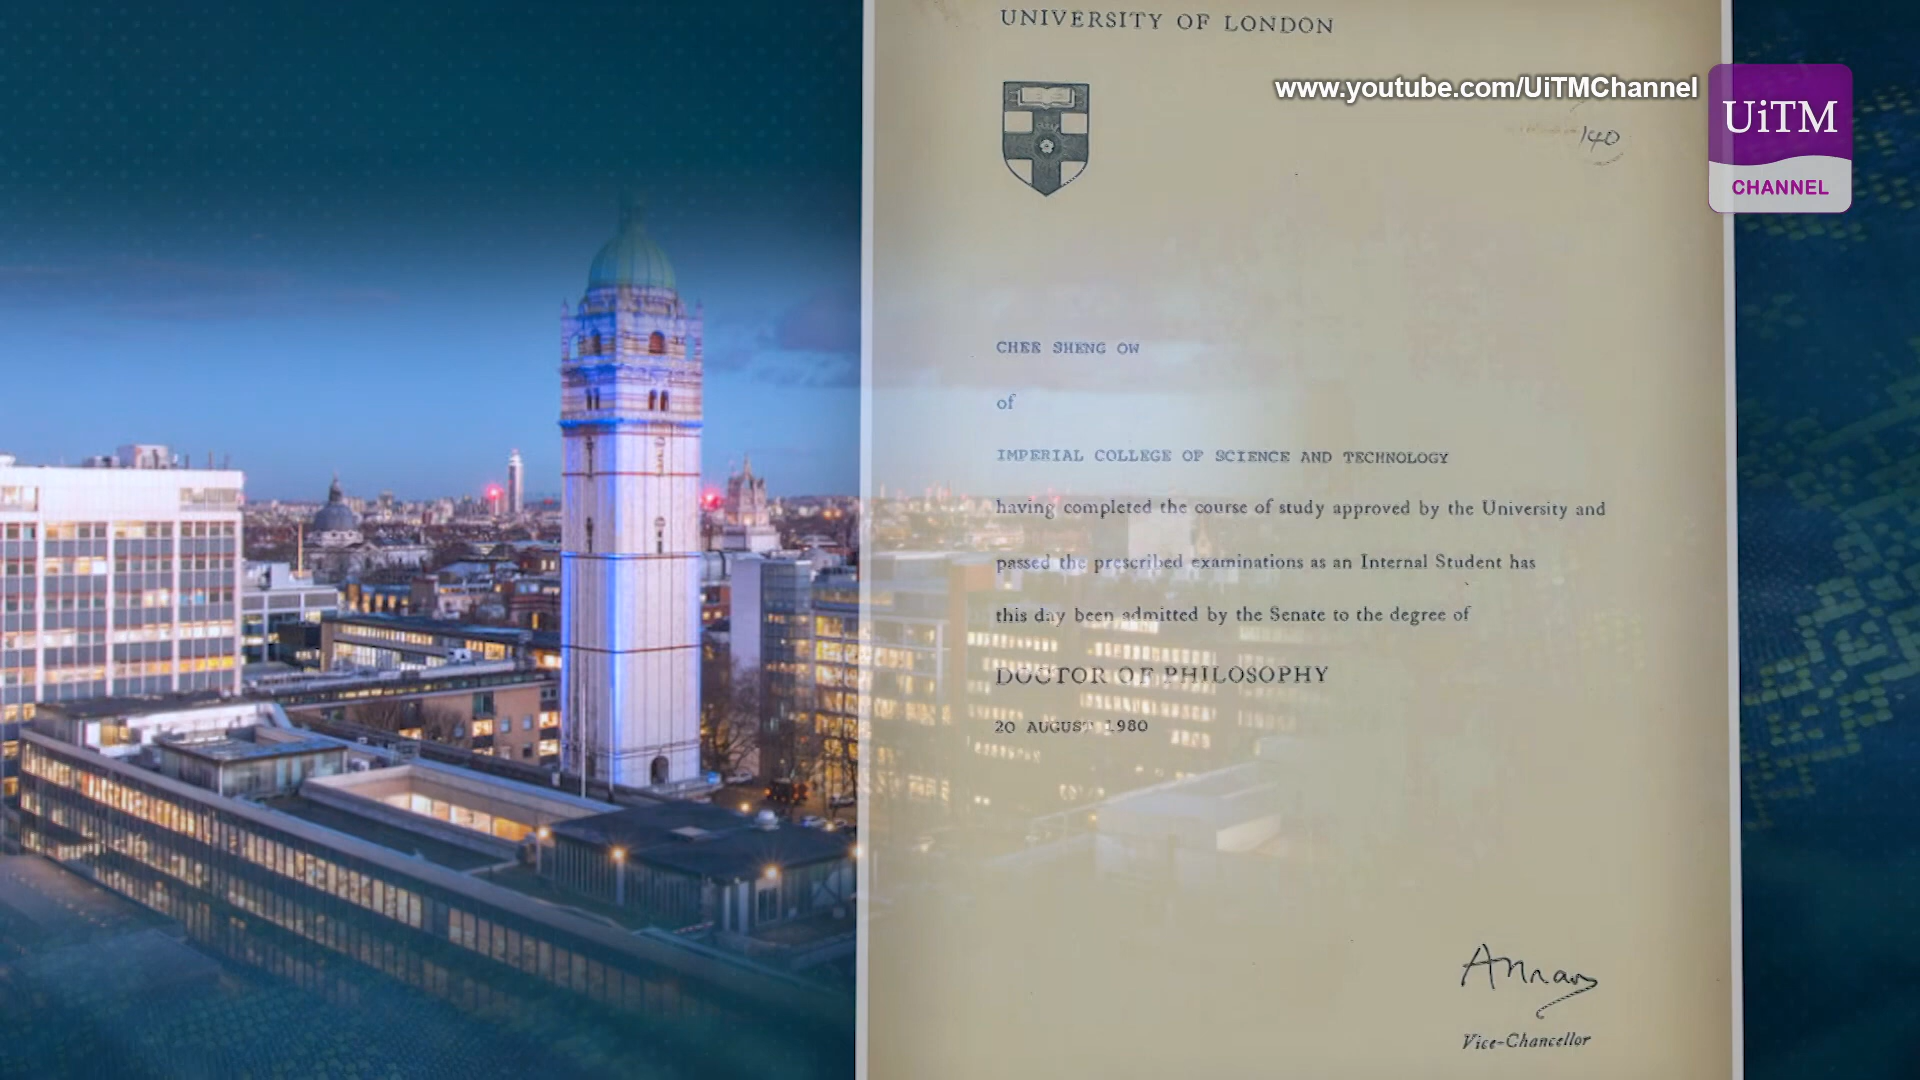 UNIVERSITY OF LONDON
www.youtube.com/UiTMChannel
UiTM
CHANNEL
140
CHEE SHENG OW
of
IMPERIAL COLLEGE OF SCIENCE AND TECHNOLOGY
having completed the course of study approved by the University and
passed the prescribed examinations as an Internal Student has
this day been admitted by the Senate to the degree of
DOCTOR OF PHILOSOPHY
20 AUGUST 1980
Vice-Chancellor